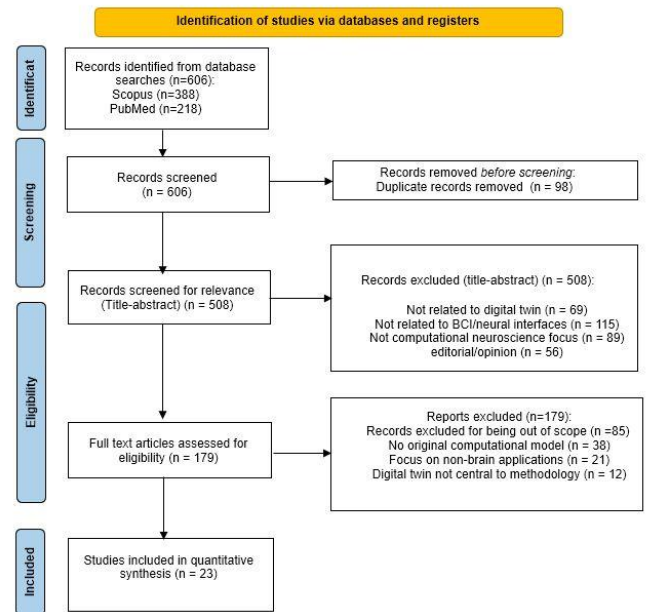 Identification of studies via databases and registers
Identificat
Records identified from database
searches (n=606):
Scopus (n=388)
PubMed (n=218)
Screening
Records screened
(n = 606)
Records removed before screening:
Duplicate records removed (n = 98)
Records screened for relevance
(Title-abstract) (n = 508)
Records excluded (title-abstract) (n = 508):
Not related to digital twin (n = 69)
Not related to BCI/neural interfaces (n = 115)
Not computational neuroscience focus (n = 89)
editorial/opinion (n = 56)
Eligibility
Full text articles assessed for
eligibility (n = 179)
Reports excluded (n=179):
Records excluded for being out of scope (n =85)
No original computational model (n = 38)
Focus on non-brain applications (n = 21)
Digital twin not central to methodology (n = 12)
Included
Studies included in quantitative
synthesis (n = 23)